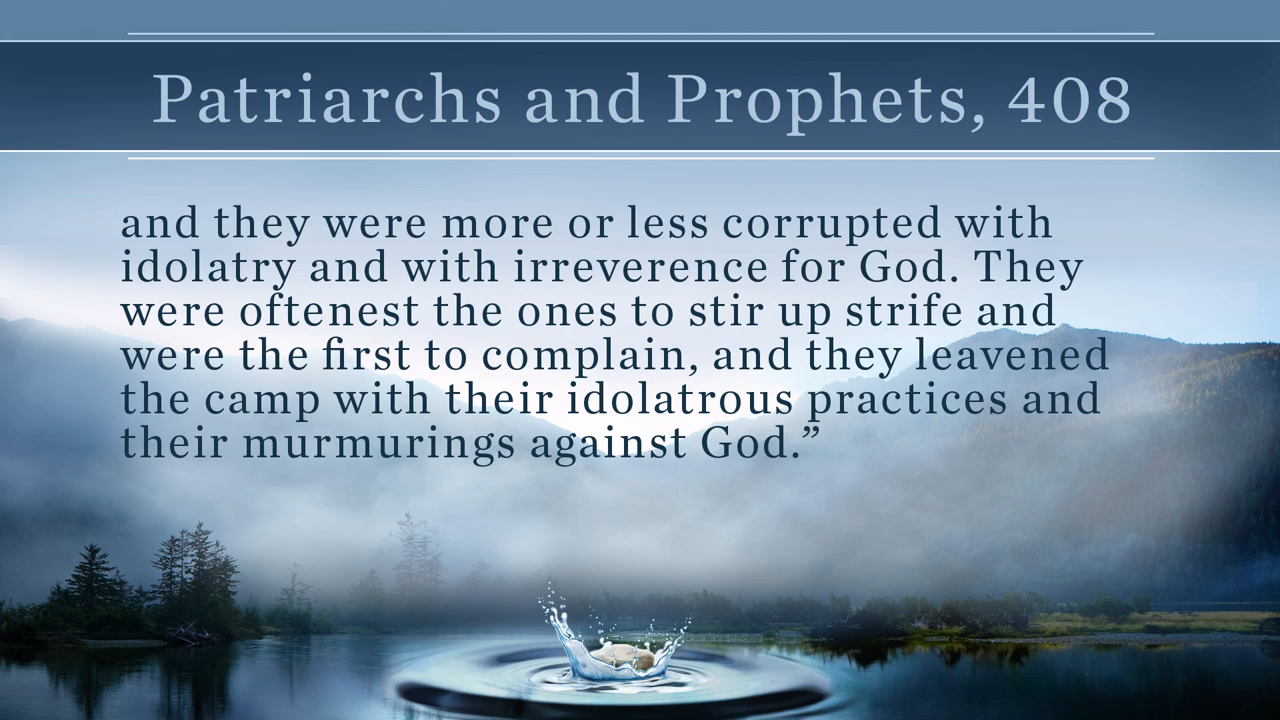 Patriarchs and Prophets, 408
and they were more or less corrupted with
idolatry and with irreverence for God. They
were oftenest the ones to stir up strife and
were the first to complain, and they leavened
the camp with their idolatrous practices and
their murmurings against God.”